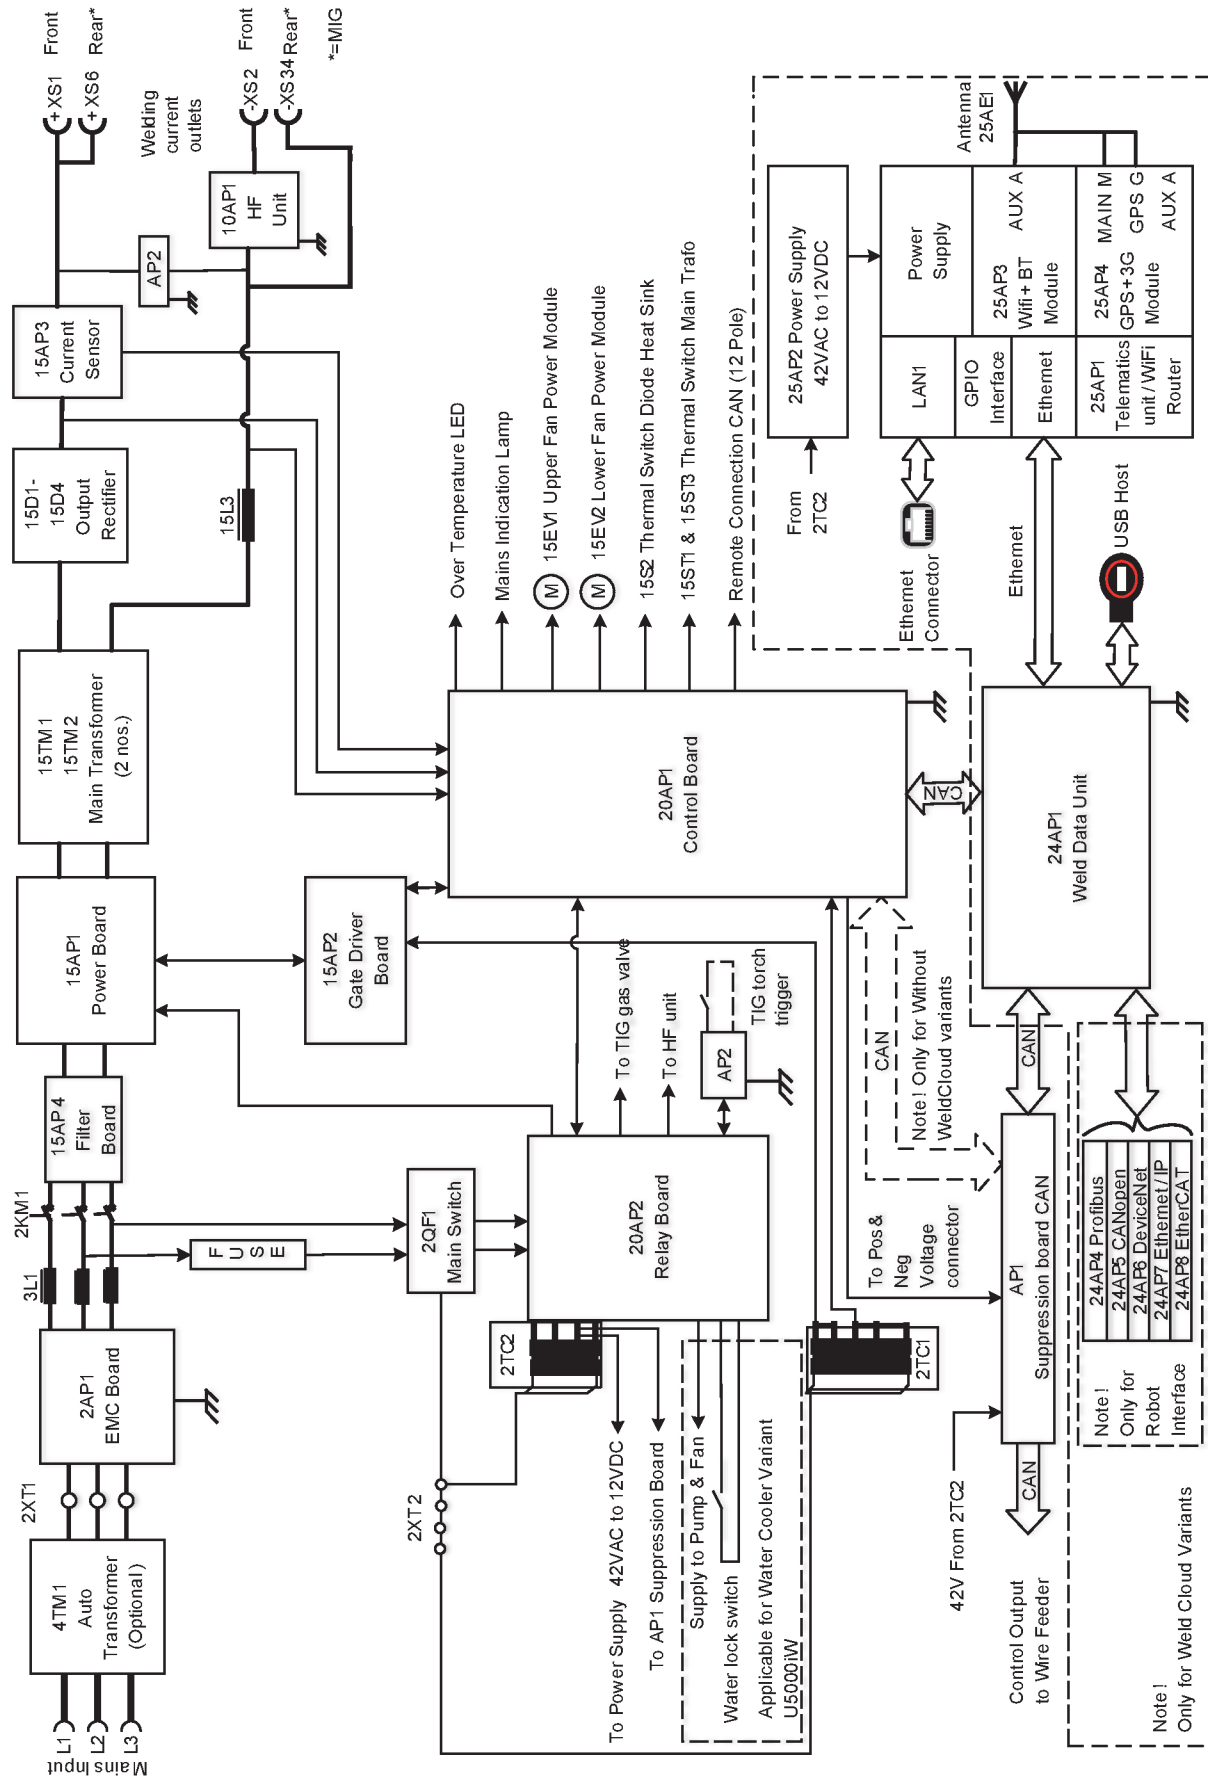 Mains Input
L1
L2
L3
4TM1
Auto
Transformer
(Optional)
2XT1
2AP1
EMC Board
3L1
2KM1
15AP4
Filter
Board
15AP1
Power Board
15TM1
15TM2
Main Transformer
(2 nos.)
15D1-
15D4
Output
Rectifier
15AP3
Current
Sensor
15L3
AP2
10AP1
HF
Unit
+ XS1 Front
+ XS6 Rear*
Welding
current
outlets
-XS2 Front
-XS34 Rear*
*=MIG
FUSE
2QF1
Main Switch
15AP2
Gate Driver
Board
2XT2
2TC2
20AP2
Relay Board
To TIG gas valve
To HF unit
AP2
TIG torch
trigger
To Power Supply 42VAC to 12VDC
To AP1 Suppression Board
Supply to Pump & Fan
Water lock switch
Applicable for Water Cooler Variant
U5000iW
2TC1
20AP1
Control Board
Over Temperature LED
Mains Indication Lamp
M 15EV1 Upper Fan Power Module
M 15EV2 Lower Fan Power Module
15S2 Thermal Switch Diode Heat Sink
15ST1 & 15ST3 Thermal Switch Main Trafo
Remote Connection CAN (12 Pole)
CAN
Note! Only for Without
WeldCloud variants
CAN
To Pos &
Neg
Voltage
connector
42V From 2TC2
AP1
Suppression board CAN
CAN
Control Output
to Wire Feeder
CAN
24AP1
Weld Data Unit
Ethernet
USB Host
Ethernet
Connector
From
2TC2
25AP2 Power Supply
42VAC to 12VDC
Antenna
25AE1
LAN1
Power
Supply
GPIO
Interface
Ethernet
25AP3
Wifi + BT
Module
AUX A
25AP1
Telematics
unit / WiFi
Router
25AP4
GPS+3G
Module
MAIN M
GPS G
AUX A
24AP4 Profibus
24AP5 CANopen
24AP6 DeviceNet
24AP7 Ethernet / IP
24AP8 EtherCAT
Note!
Only for
Robot
Interface
Note!
Only for Weld Cloud Variants